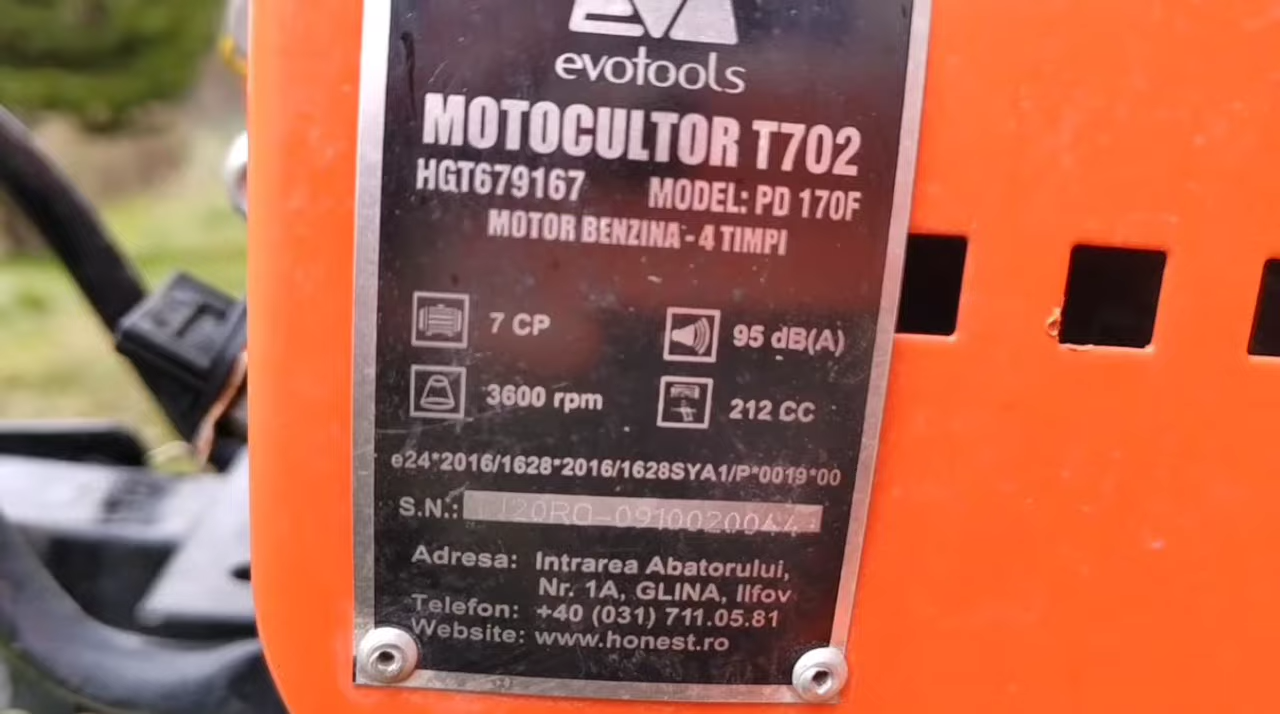 evotools
MOTOCULTOR T702
HGT679167 MODEL: PD 170F
MOTOR BENZINA - 4 TIMPI
7 CP 95 dB(A)
3600 rpm 212 CC
e24*2016/1628*2016/1628SYA1/P*0019*00
S.N.:
Adresa: Intrarea Abatorului,
Nr. 1A, GLINA, Ilfov
Telefon: +40 (031) 711.05.81
Website: www.honest.ro